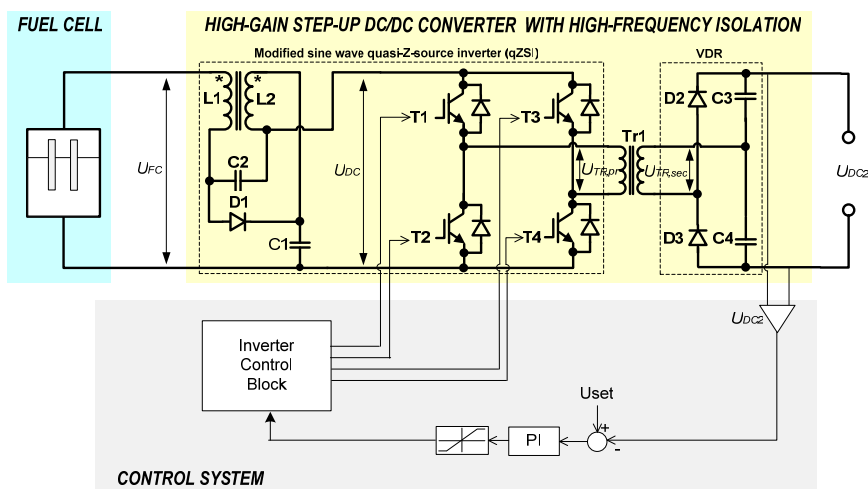 FUEL CELL
HIGH-GAIN STEP-UP DC/DC CONVERTER WITH HIGH-FREQUENCY ISOLATION
Modified sine wave quasi-Z-source inverter (qZSI)
VDR
* *
L1 L2
T1
T3
D2
C3
Tr1
C2
UFC
UDC
UTR,pr
UTR,sec
UDC2
D1
C1
T2
T4
D3
C4
UDC2
Inverter
Control
Block
Uset
+
-
PI
CONTROL SYSTEM